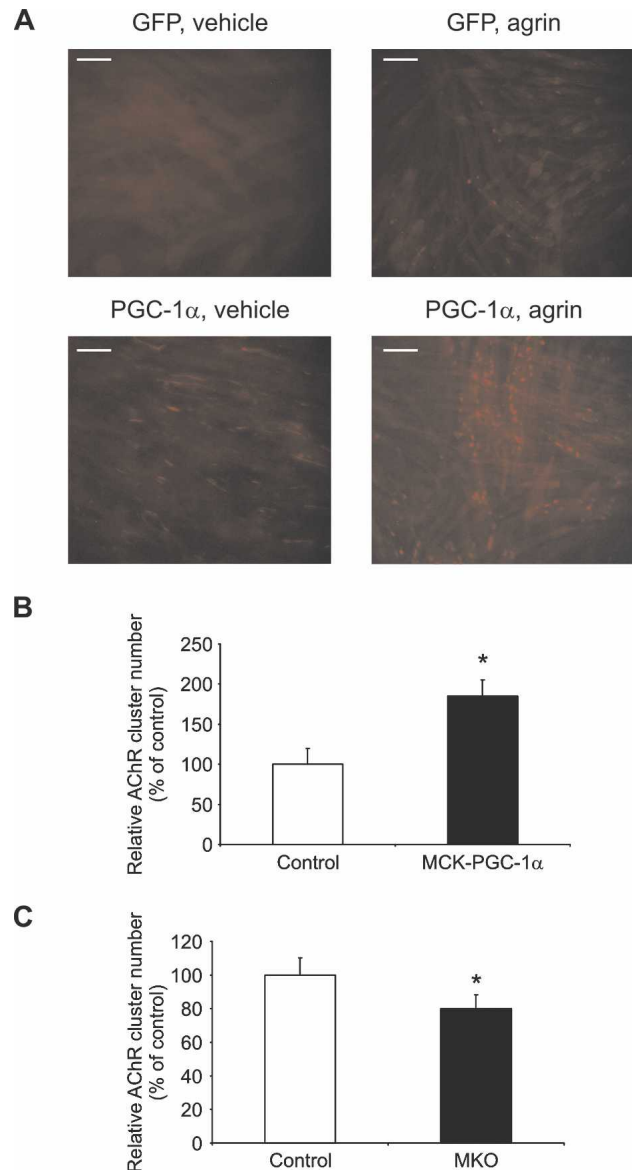 A
GFP, vehicle
GFP, agrin
PGC-1α, vehicle
PGC-1α, agrin
B
Relative AChR cluster number
(% of control)
250
200
150
100
50
0
*
Control
MCK-PGC-1α
C
Relative AChR cluster number
(% of control)
120
100
80
60
40
20
0
*
Control
MKO